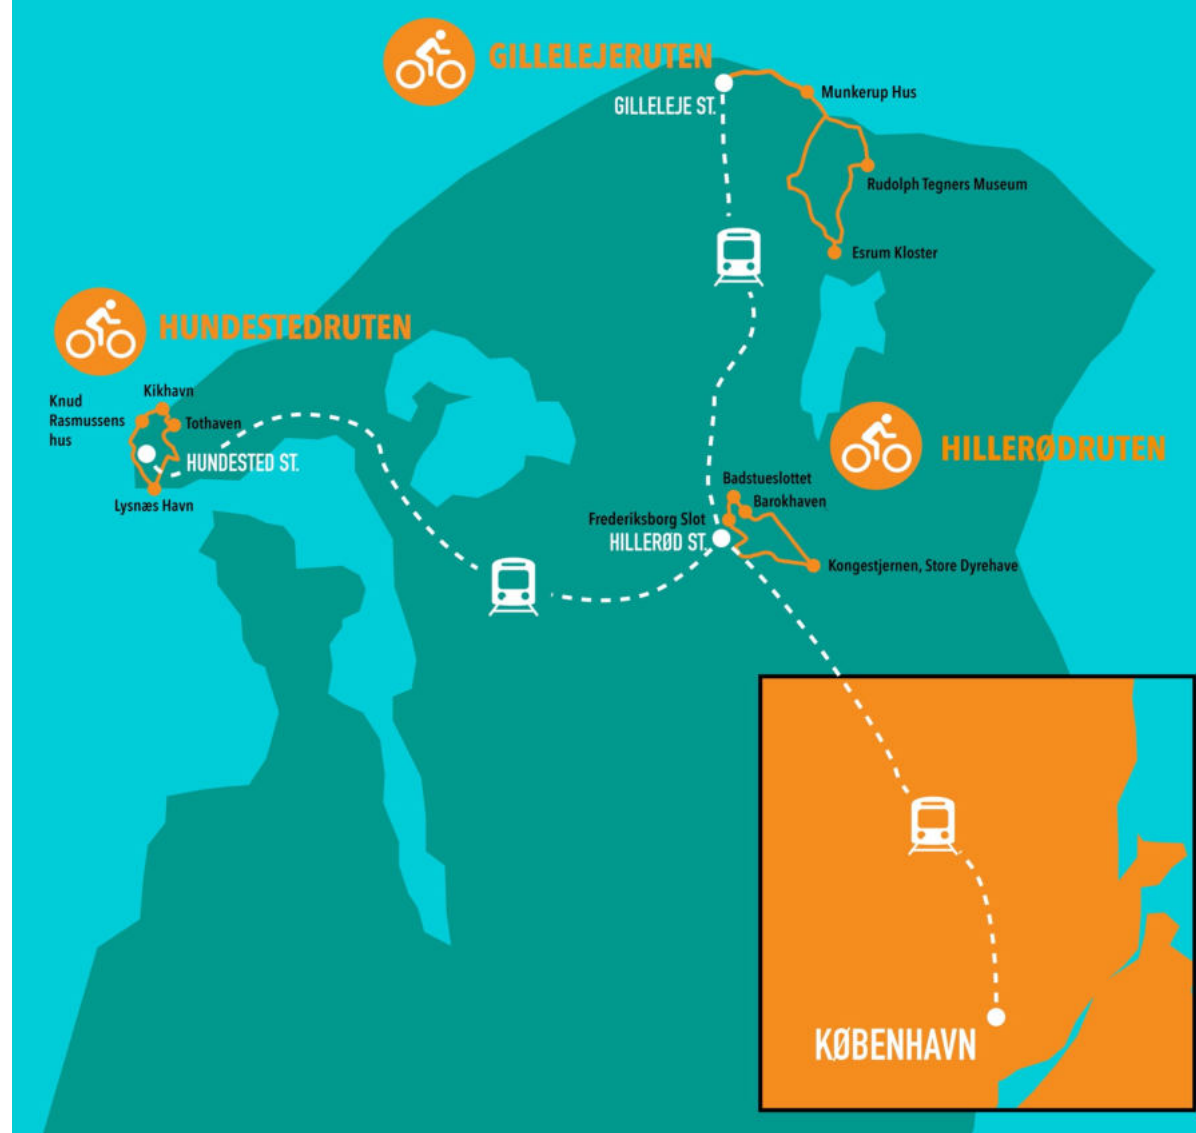 GILLELEJERUTEN
GILLELEJE ST.
Munkerup Hus
Rudolph Tegners Museum
Esrum Kloster
HUNDESTEDRUTEN
Kikhavn
Knud
Rasmussens
hus
Tothaven
HUNDESTED ST.
Lysnæs Havn
HILLERØDRUTEN
Badstueslottet
Barokhaven
Frederiksborg Slot
HILLERØD ST.
Kongestjernen, Store Dyrehave
KØBENHAVN